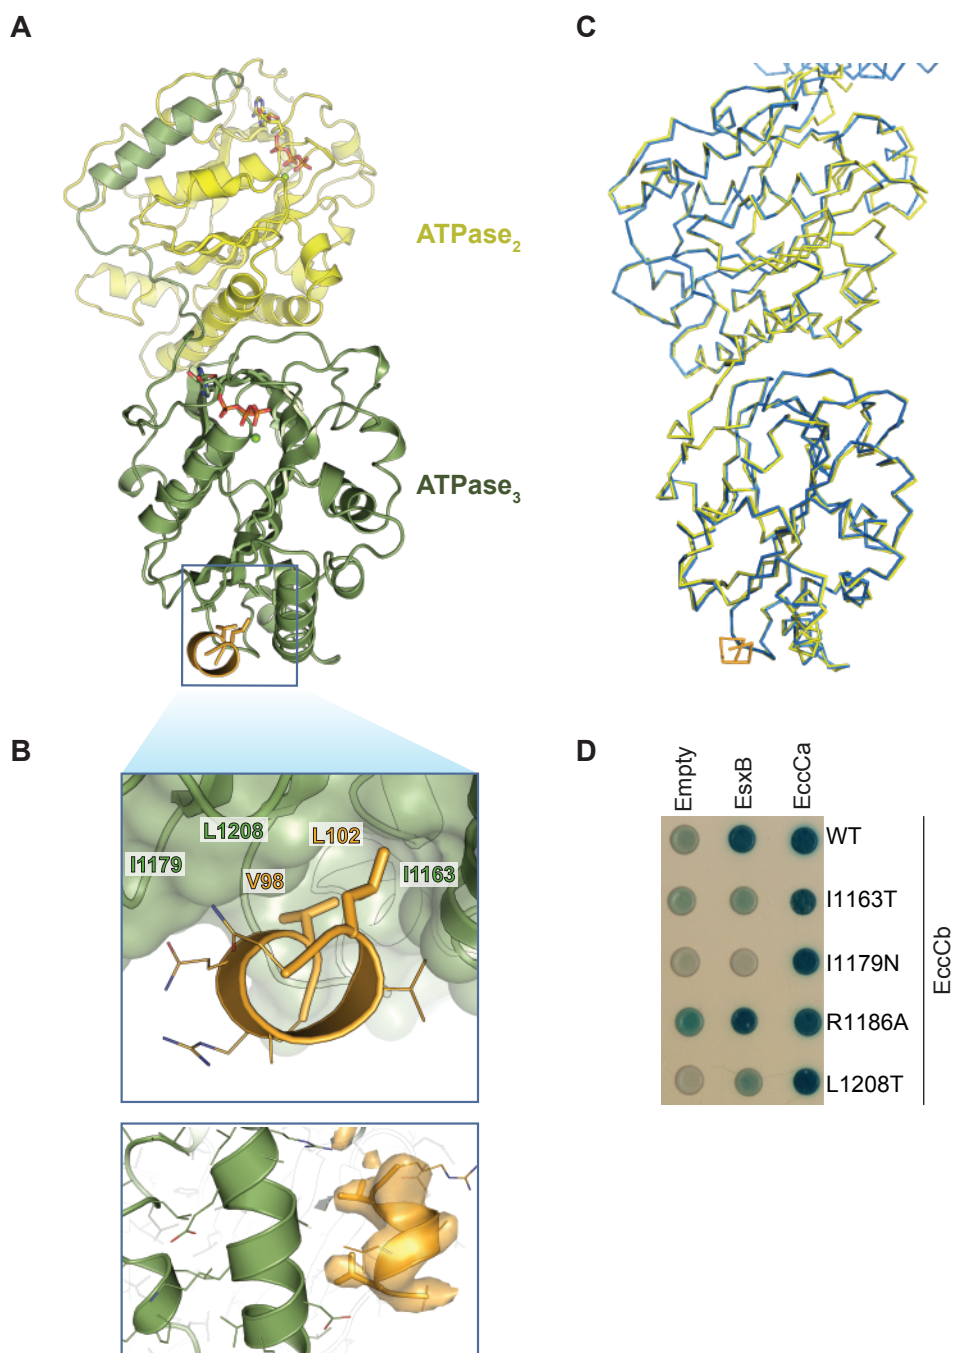 A
C
ATPase2
ATPase3
B
L1208
L102
I1179
V98
I1163
D
Empty
EsxB
EccCa
WT
I1163T
I1179N
R1186A
L1208T
EccCb